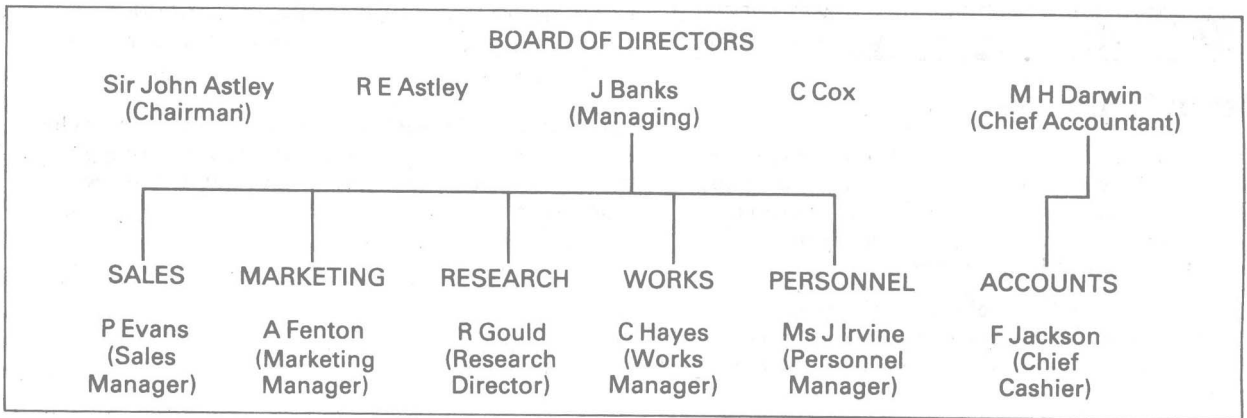 BOARD OF DIRECTORS
Sir John Astley
(Chairman)
R E Astley
J Banks
(Managing)
C Cox
M H Darwin
(Chief Accountant)
SALES
MARKETING
RESEARCH
WORKS
PERSONNEL
ACCOUNTS
P Evans
(Sales
Manager)
A Fenton
(Marketing
Manager)
R Gould
(Research
Director)
C Hayes
(Works
Manager)
Ms J Irvine
(Personnel
Manager)
F Jackson
(Chief
Cashier)